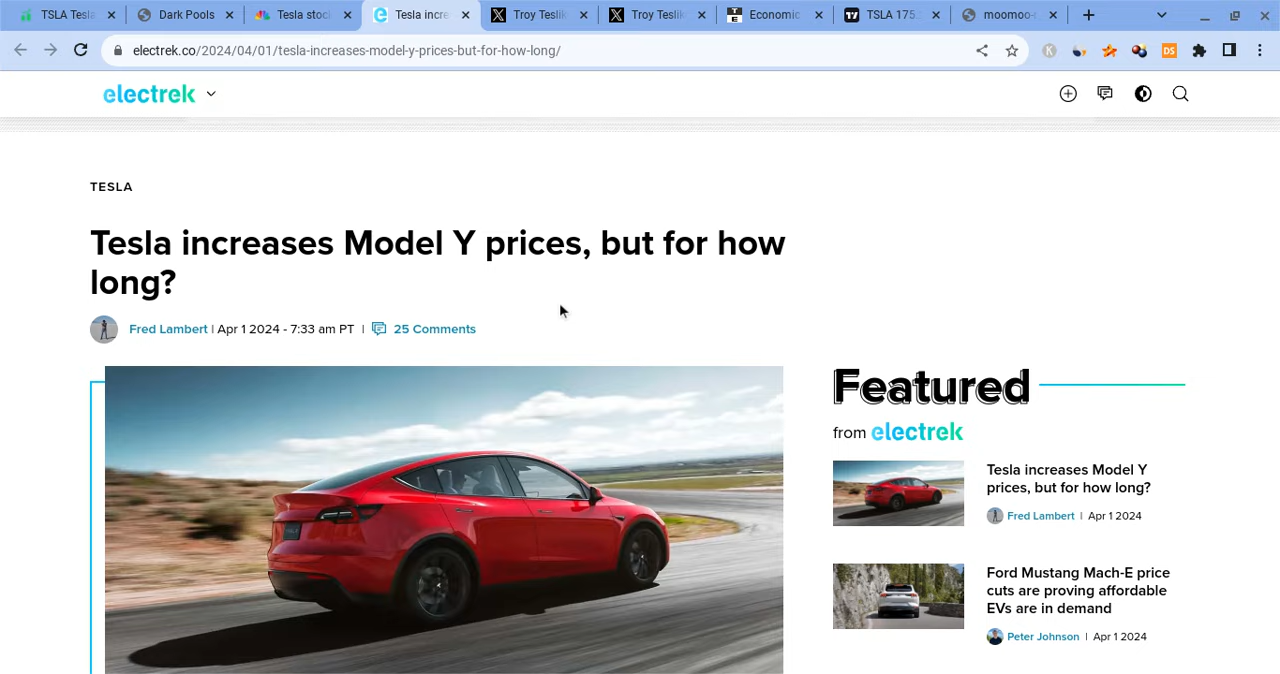 TSLA Tesla
Dark Pools
Tesla stoc
Tesla incre
Troy Teslik
Troy Teslik
Economic
TSLA 175.
moomoo-
electrek.co/2024/04/01/tesla-increases-model-y-prices-but-for-how-long/
K
DS
electrek
TESLA
Tesla increases Model Y prices, but for how
long?
Fred Lambert | Apr 1 2024 - 7:33 am PT | 25 Comments
Featured
from electrek
Tesla increases Model Y
prices, but for how long?
Fred Lambert | Apr 1 2024
Ford Mustang Mach-E price
cuts are proving affordable
EVs are in demand
Peter Johnson | Apr 1 2024